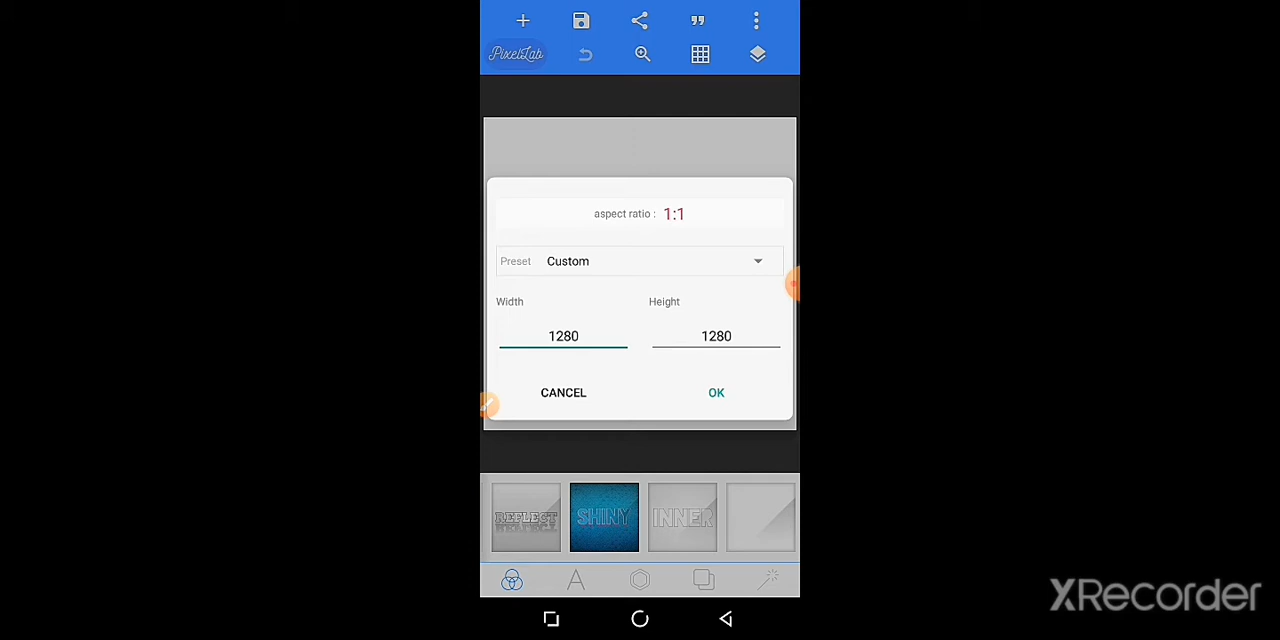 PixelLab
aspect ratio : 1:1
Preset Custom
Width Height
1280 1280
CANCEL OK
REFLECT SHINY INNER
XRecorder